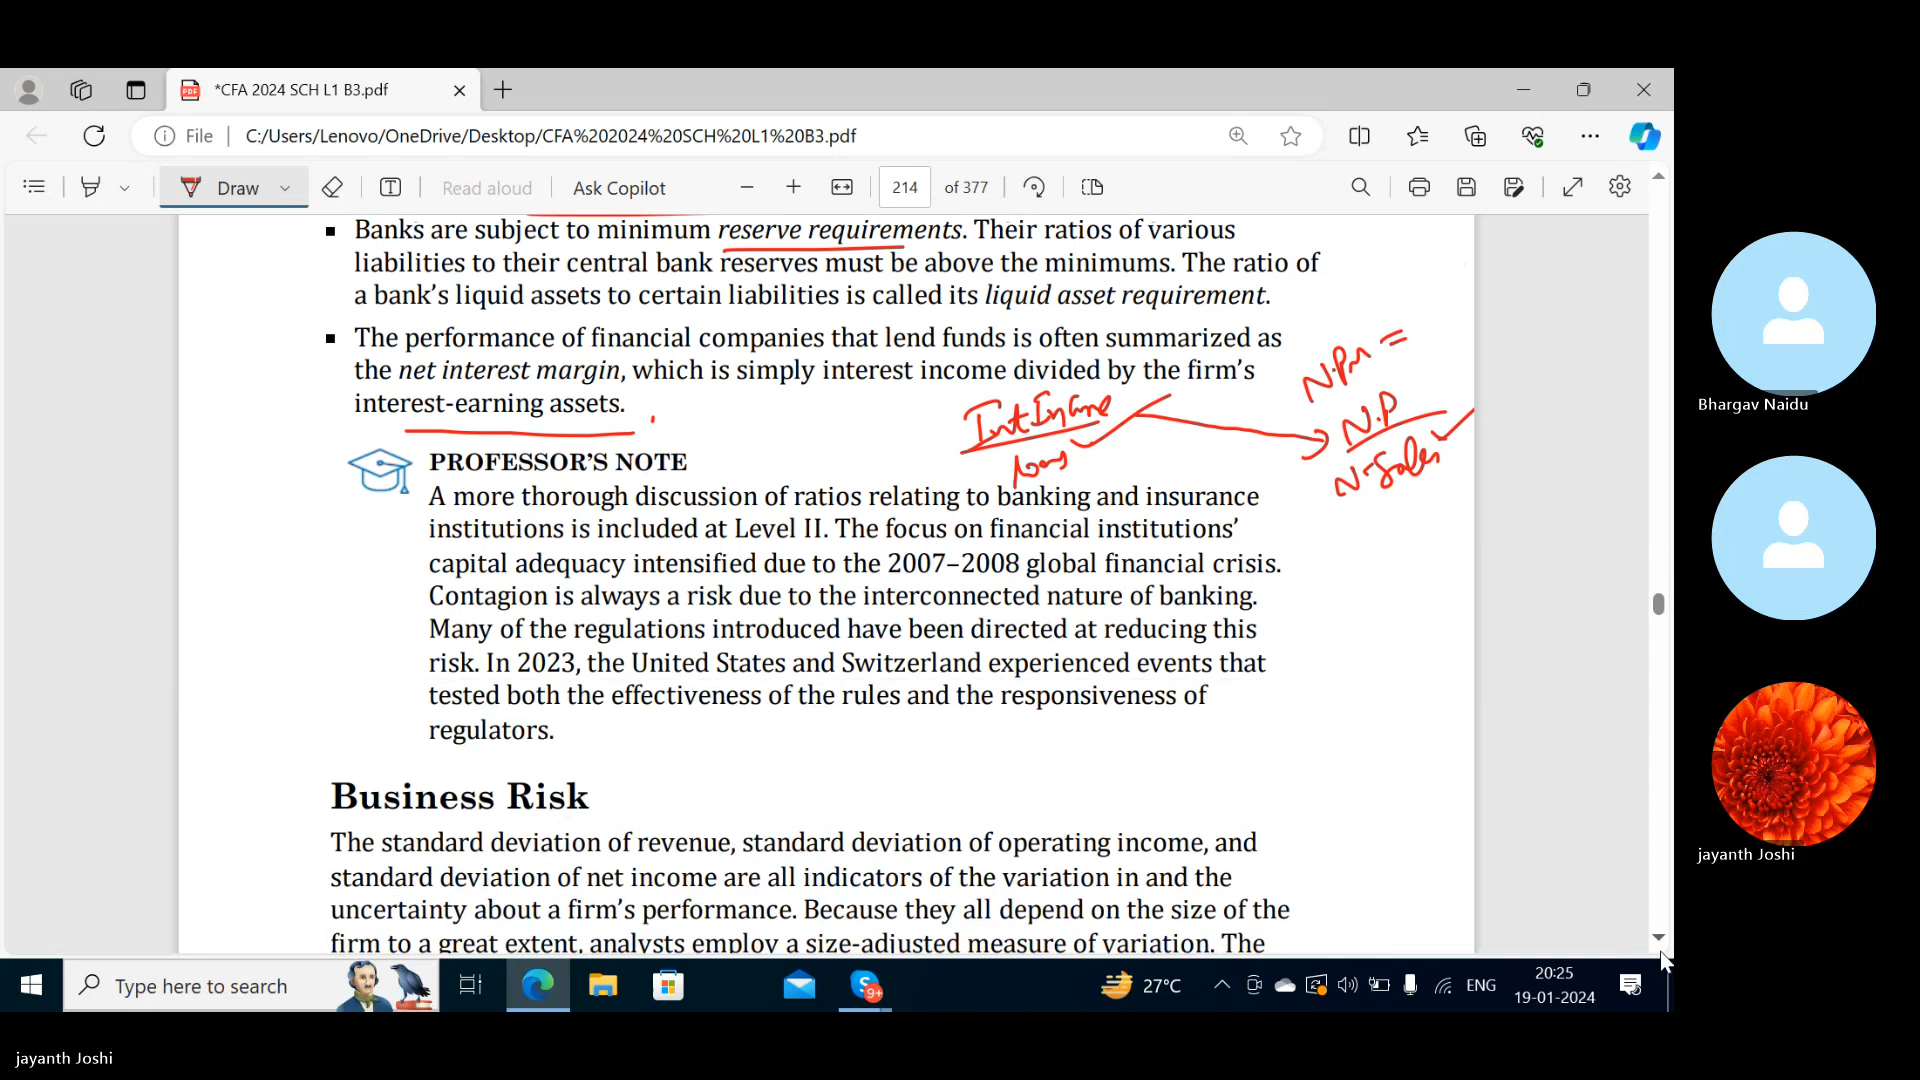 *CFA 2024 SCH L1 B3.pdf
File
C:/Users/Lenovo/OneDrive/Desktop/CFA%202024%20SCH%20L1%20B3.pdf
Draw
Read aloud
Ask Copilot
214
of 377
Banks are subject to minimum reserve requirements. Their ratios of various
liabilities to their central bank reserves must be above the minimums. The ratio of
a bank's liquid assets to certain liabilities is called its liquid asset requirement.
The performance of financial companies that lend funds is often summarized as
the net interest margin, which is simply interest income divided by the firm's
interest-earning assets.
N.Pm =
Int Income
loans
N.P
N-Sales
PROFESSOR'S NOTE
A more thorough discussion of ratios relating to banking and insurance
institutions is included at Level II. The focus on financial institutions'
capital adequacy intensified due to the 2007–2008 global financial crisis.
Contagion is always a risk due to the interconnected nature of banking.
Many of the regulations introduced have been directed at reducing this
risk. In 2023, the United States and Switzerland experienced events that
tested both the effectiveness of the rules and the responsiveness of
regulators.
Business Risk
The standard deviation of revenue, standard deviation of operating income, and
standard deviation of net income are all indicators of the variation in and the
uncertainty about a firm's performance. Because they all depend on the size of the
firm to a great extent, analysts employ a size-adjusted measure of variation. The
Bhargav Naidu
jayanth Joshi
Type here to search
9+
27°C
ENG
20:25
19-01-2024
jayanth Joshi